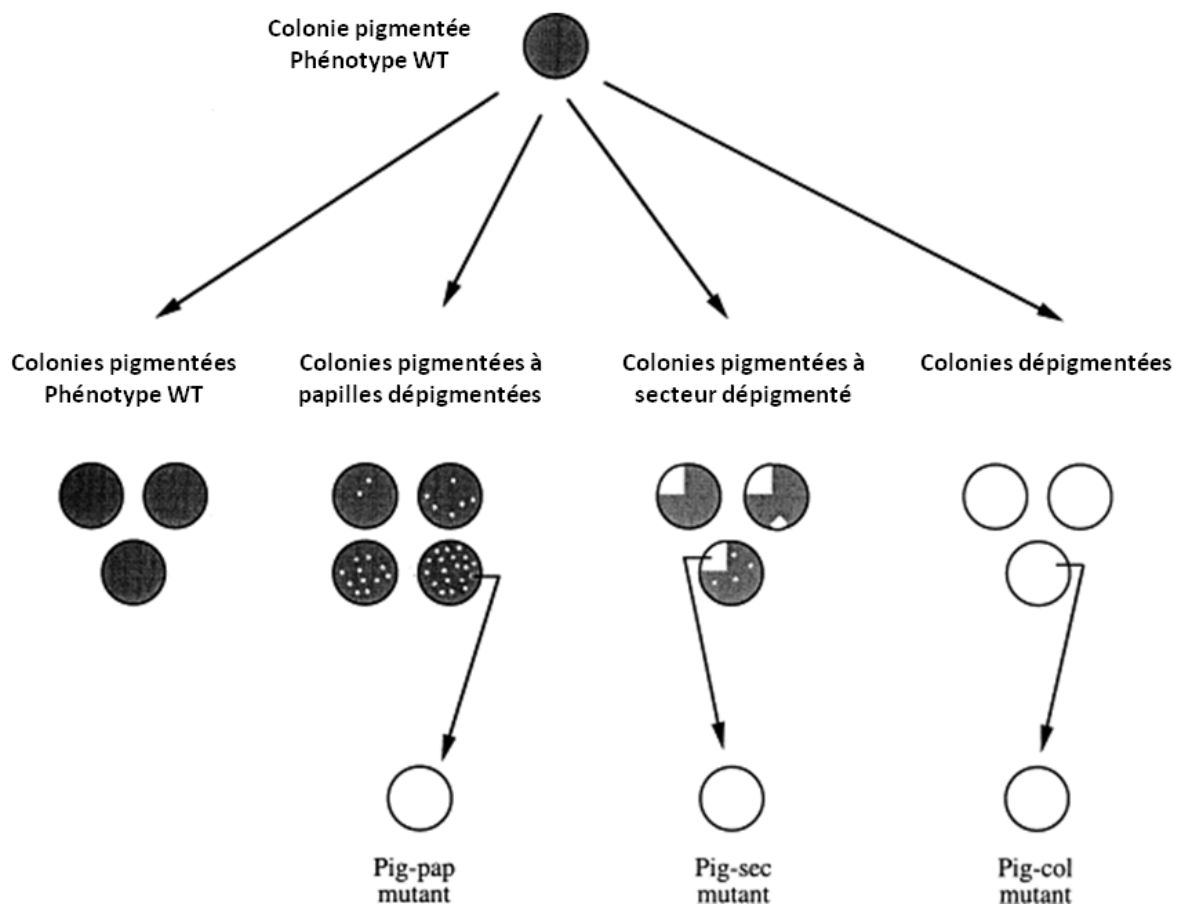 Colonie pigmentée
Phénotype WT
Colonies pigmentées
Phénotype WT
Colonies pigmentées à
papilles dépigmentées
Colonies pigmentées à
secteur dépigmenté
Colonies dépigmentées
Pig-pap
mutant
Pig-sec
mutant
Pig-col
mutant